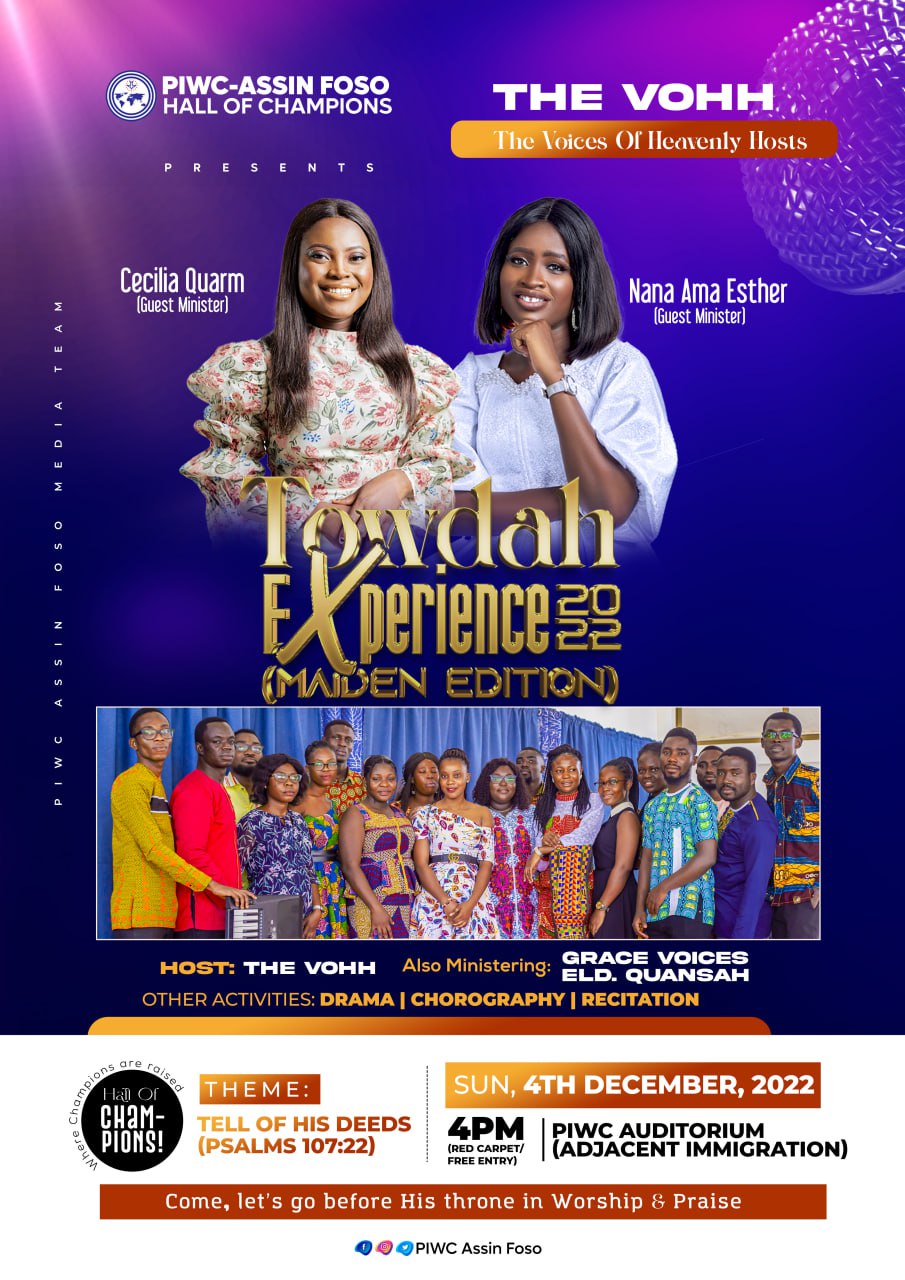 PIWC-ASSIN FOSO
HALL OF CHAMPIONS
PRESENTS
THE VOHH
The Voices Of Heavenly Hosts
Cecilia Quarm
(Guest Minister)
Nana Ama Esther
(Guest Minister)
PIWC ASSIN FOSO MEDIA TEAM
Towdah
Experience 2022
(MAIDEN EDITION)
HOST: THE VOHH
Also Ministering: GRACE VOICES
ELD. QUANSAH
OTHER ACTIVITIES: DRAMA | CHOROGRAPHY | RECITATION
Where Champions are raised
Hall Of
CHAM-
PIONS!
THEME:
TELL OF HIS DEEDS
(PSALMS 107:22)
SUN, 4TH DECEMBER, 2022
4PM
(RED CARPET/
FREE ENTRY)
PIWC AUDITORIUM
(ADJACENT IMMIGRATION)
Come, let's go before His throne in Worship & Praise
PIWC Assin Foso